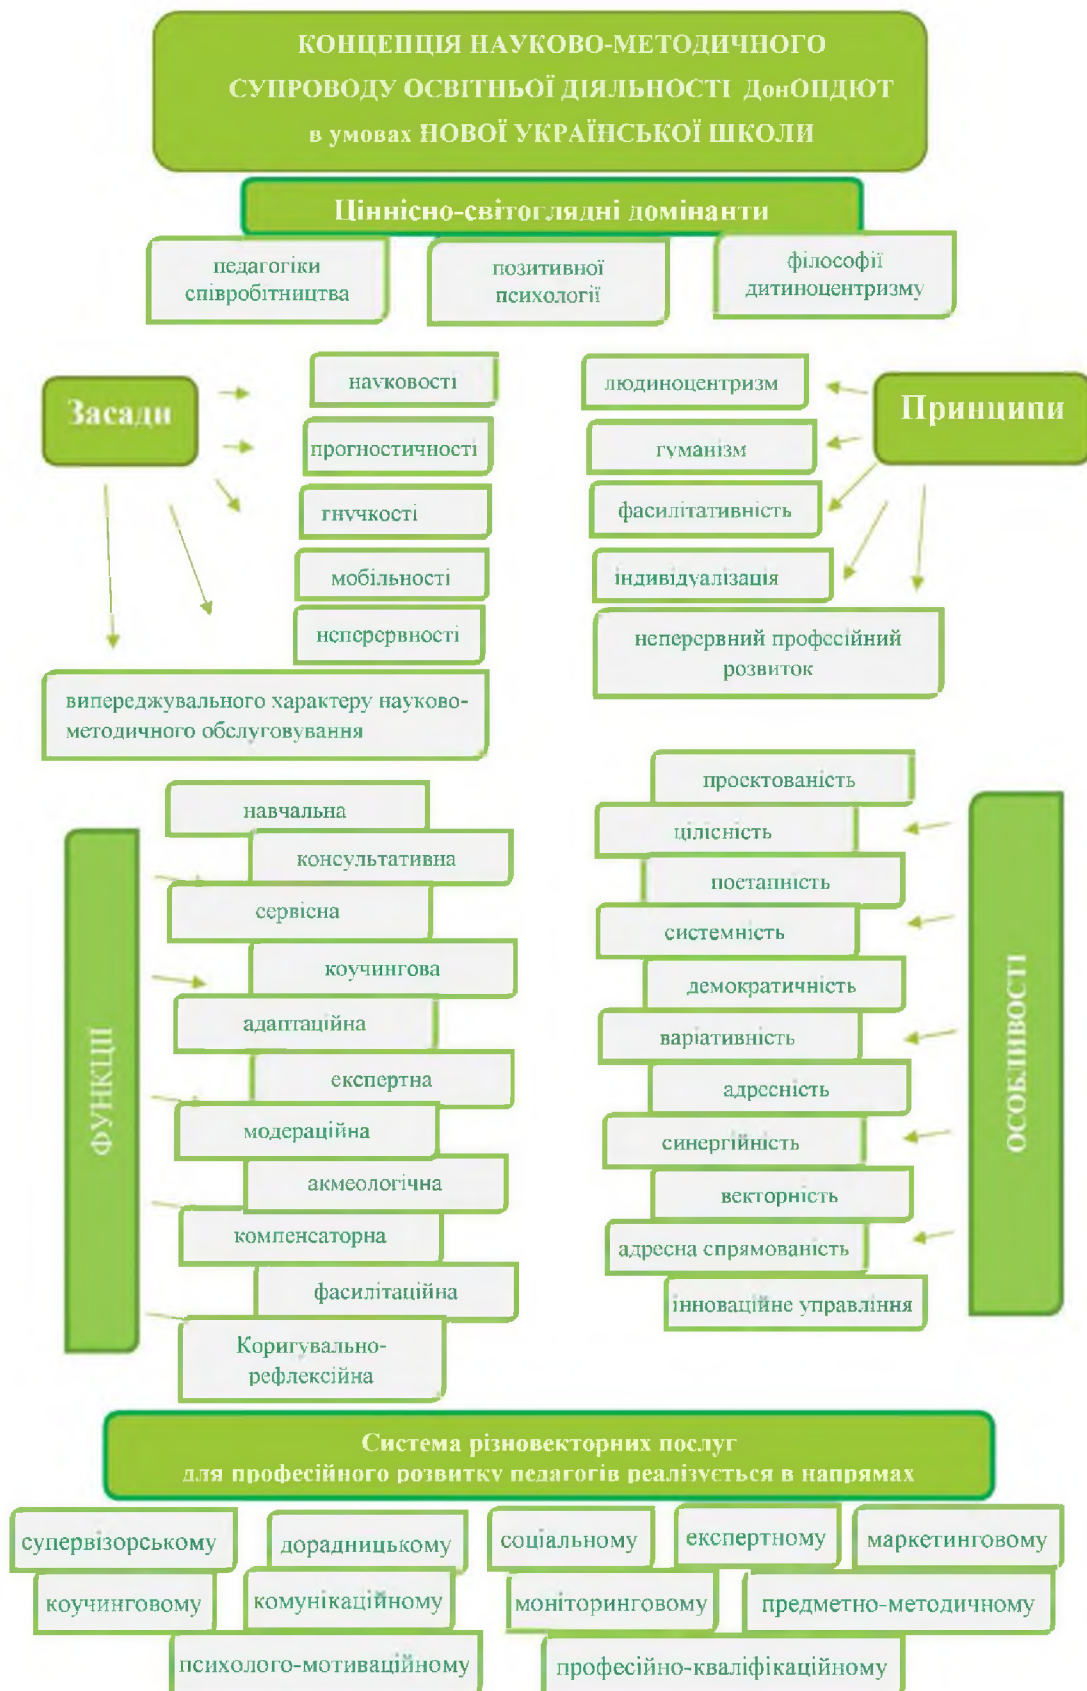 КОНЦЕПЦІЯ НАУКОВО-МЕТОДИЧНОГО
СУПРОВОДУ ОСВІТНЬОЇ ДІЯЛЬНОСТІ ДонОПДЮТ
в умовах НОВОЇ УКРАЇНСЬКОЇ ШКОЛИ
Ціннісно-світоглядні домінанти
педагогіки
співробітництва
позитивної
психології
філософії
дитиноцентризму
Засади
науковості
прогностичності
гнучкості
мобільності
неперервності
випереджувального характеру науково-
методичного обслуговування
Принципи
людиноцентризм
гуманізм
фасилітативність
індивідуалізація
неперервний професійний
розвиток
ФУНКЦІЇ
навчальна
консультативна
сервісна
коучингова
адаптаційна
експертна
модераційна
акмеологічна
компенсаторна
фасилітаційна
Коригувально-
рефлексійна
ОСОБЛИВОСТІ
проєктованість
цілісність
поетапність
системність
демократичність
варіативність
адресність
синергійність
векторність
адресна спрямованість
інноваційне управління
Система різновекторних послуг
для професійного розвитку педагогів реалізується в напрямах
супервізорському
дорадницькому
соціальному
експертному
маркетинговому
коучинговому
комунікаційному
моніторинговому
предметно-методичному
психолого-мотиваційному
професійно-кваліфікаційному